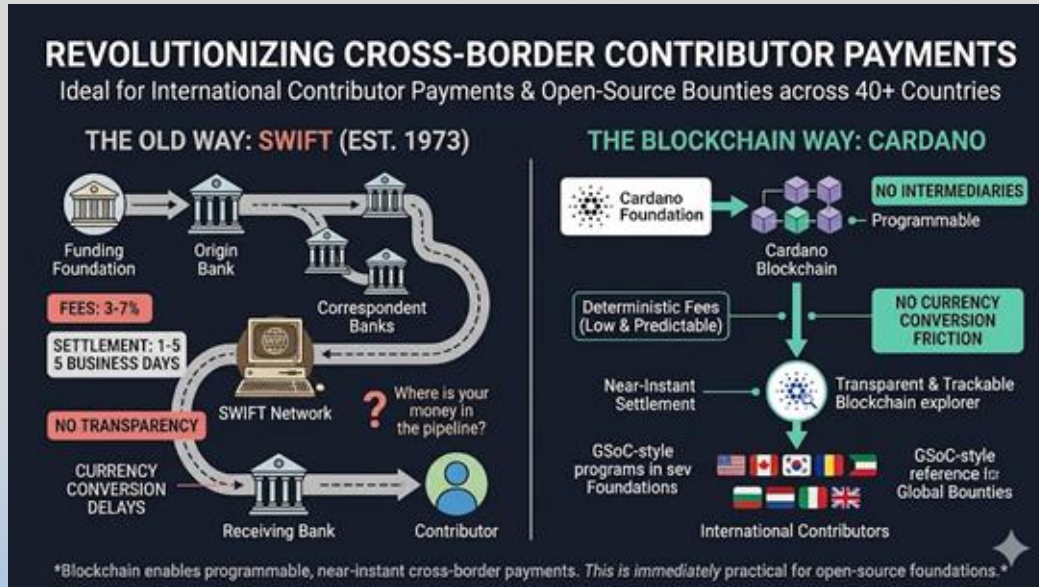 REVOLUTIONIZING CROSS-BORDER CONTRIBUTOR PAYMENTS
Ideal for International Contributor Payments & Open-Source Bounties across 40+ Countries
THE OLD WAY: SWIFT (EST. 1973)
Funding
Foundation
Origin
Bank
Correspondent
Banks
FEES: 3-7%
SETTLEMENT: 1-5
5 BUSINESS DAYS
SWIFT
SWIFT Network
Where is your
money in
the pipeline?
?
NO TRANSPARENCY
CURRENCY
CONVERSION
DELAYS
Receiving Bank
Contributor
THE BLOCKCHAIN WAY: CARDANO
Cardano
Foundation
NO INTERMEDIARIES
Programmable
Cardano
Blockchain
Deterministic Fees
(Low & Predictable)
NO CURRENCY
CONVERSION
FRICTION
Near-Instant
Settlement
Transparent & Trackable
Blockchain explorer
GSoC-style
programs in sev
Foundations
GSoC-style
reference for
Global Bounties
International Contributors
*Blockchain enables programmable, near-instant cross-border payments. This is immediately practical for open-source foundations.*